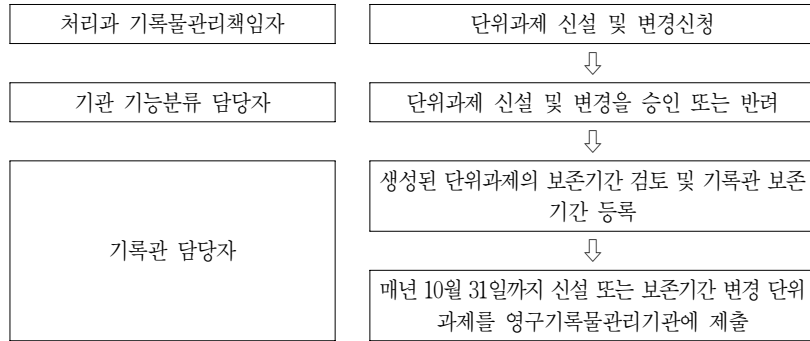 처리과 기록물관리책임자
단위과제 신설 및 변경신청
⇩
기관 기능분류 담당자
단위과제 신설 및 변경을 승인 또는 반려
⇩
기록관 담당자
생성된 단위과제의 보존기간 검토 및 기록관 보존
기간 등록
⇩
매년 10월 31일까지 신설 또는 보존기간 변경 단위
과제를 영구기록물관리기관에 제출